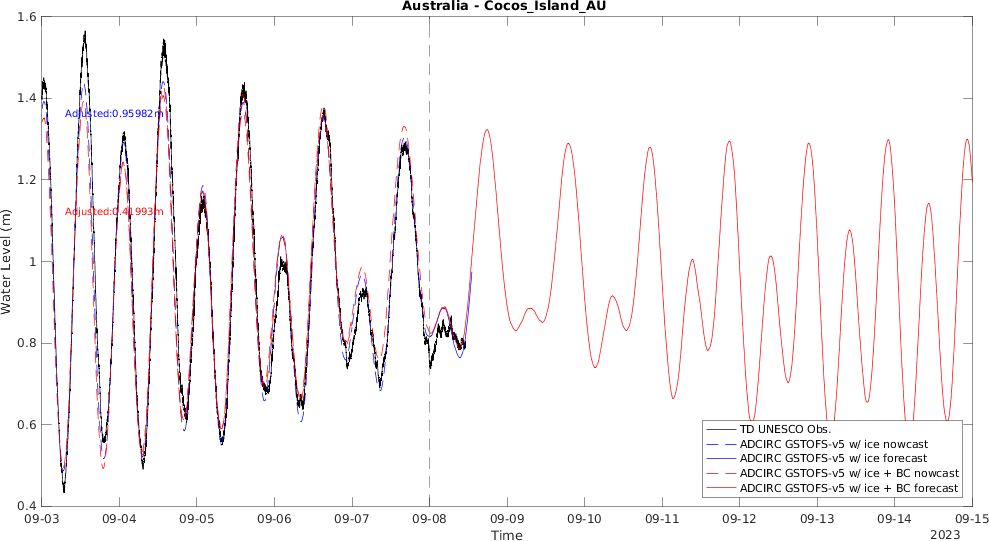 Australia - Cocos_Island_AU
1.6
1.4
1.2
1
0.8
0.6
0.4
Water Level (m)
Adjusted:0.95982m
Adjusted:0.41993m
TD UNESCO Obs.
ADCIRC GSTOFS-v5 w/ ice nowcast
ADCIRC GSTOFS-v5 w/ ice forecast
ADCIRC GSTOFS-v5 w/ ice + BC nowcast
ADCIRC GSTOFS-v5 w/ ice + BC forecast
09-03 09-04 09-05 09-06 09-07 09-08 09-09 09-10 09-11 09-12 09-13 09-14 09-15
Time
2023